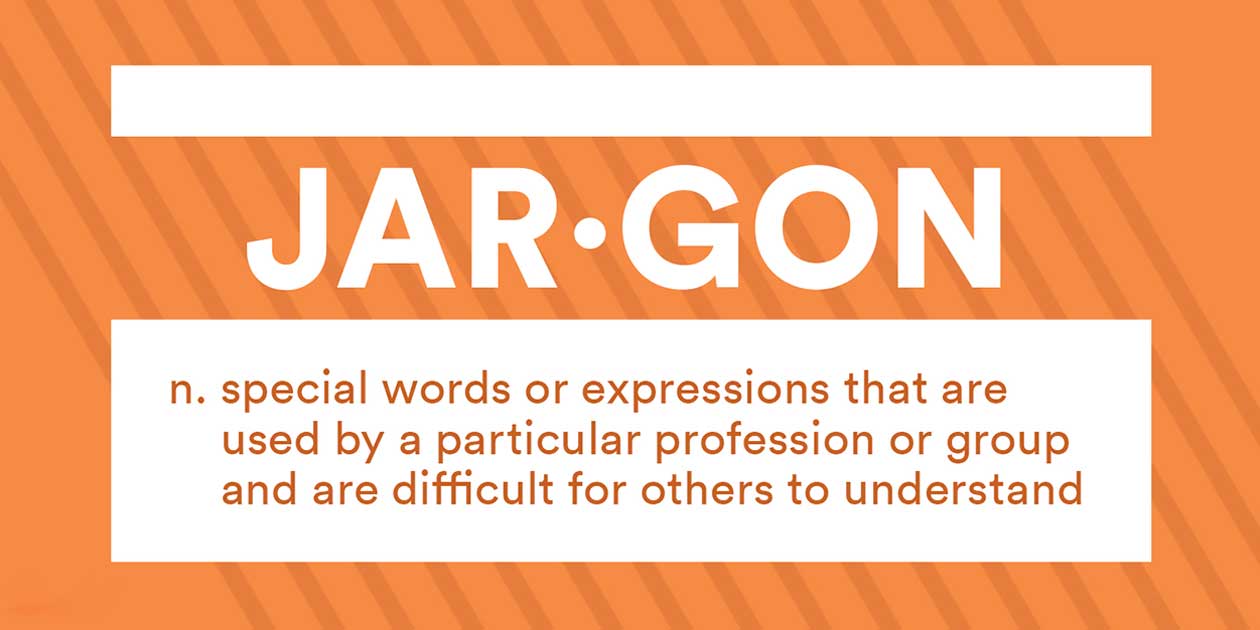 JAR•GON
n. special words or expressions that are
used by a particular profession or group
and are difficult for others to understand